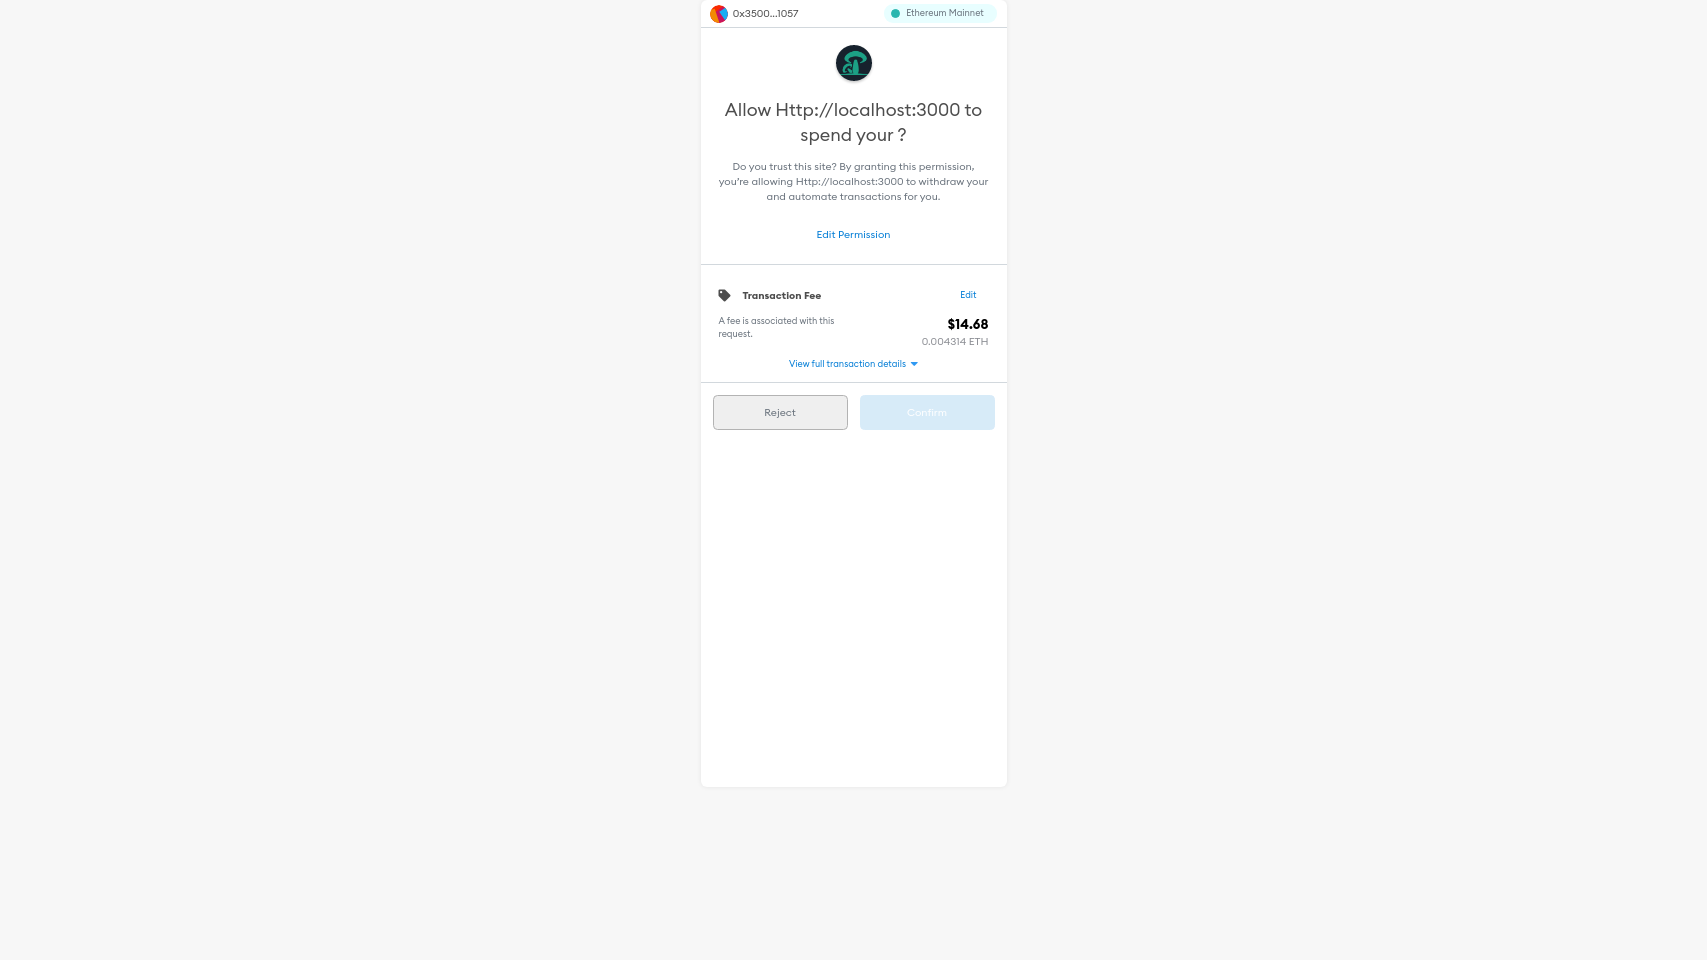 0x3500...1057
Ethereum Mainnet
Allow Http://localhost:3000 to
spend your ?
Do you trust this site? By granting this permission,
you're allowing Http://localhost:3000 to withdraw your
and automate transactions for you.
Edit Permission
Transaction Fee
Edit
A fee is associated with this
request.
$14.68
0.004314 ETH
View full transaction details
Reject
Confirm